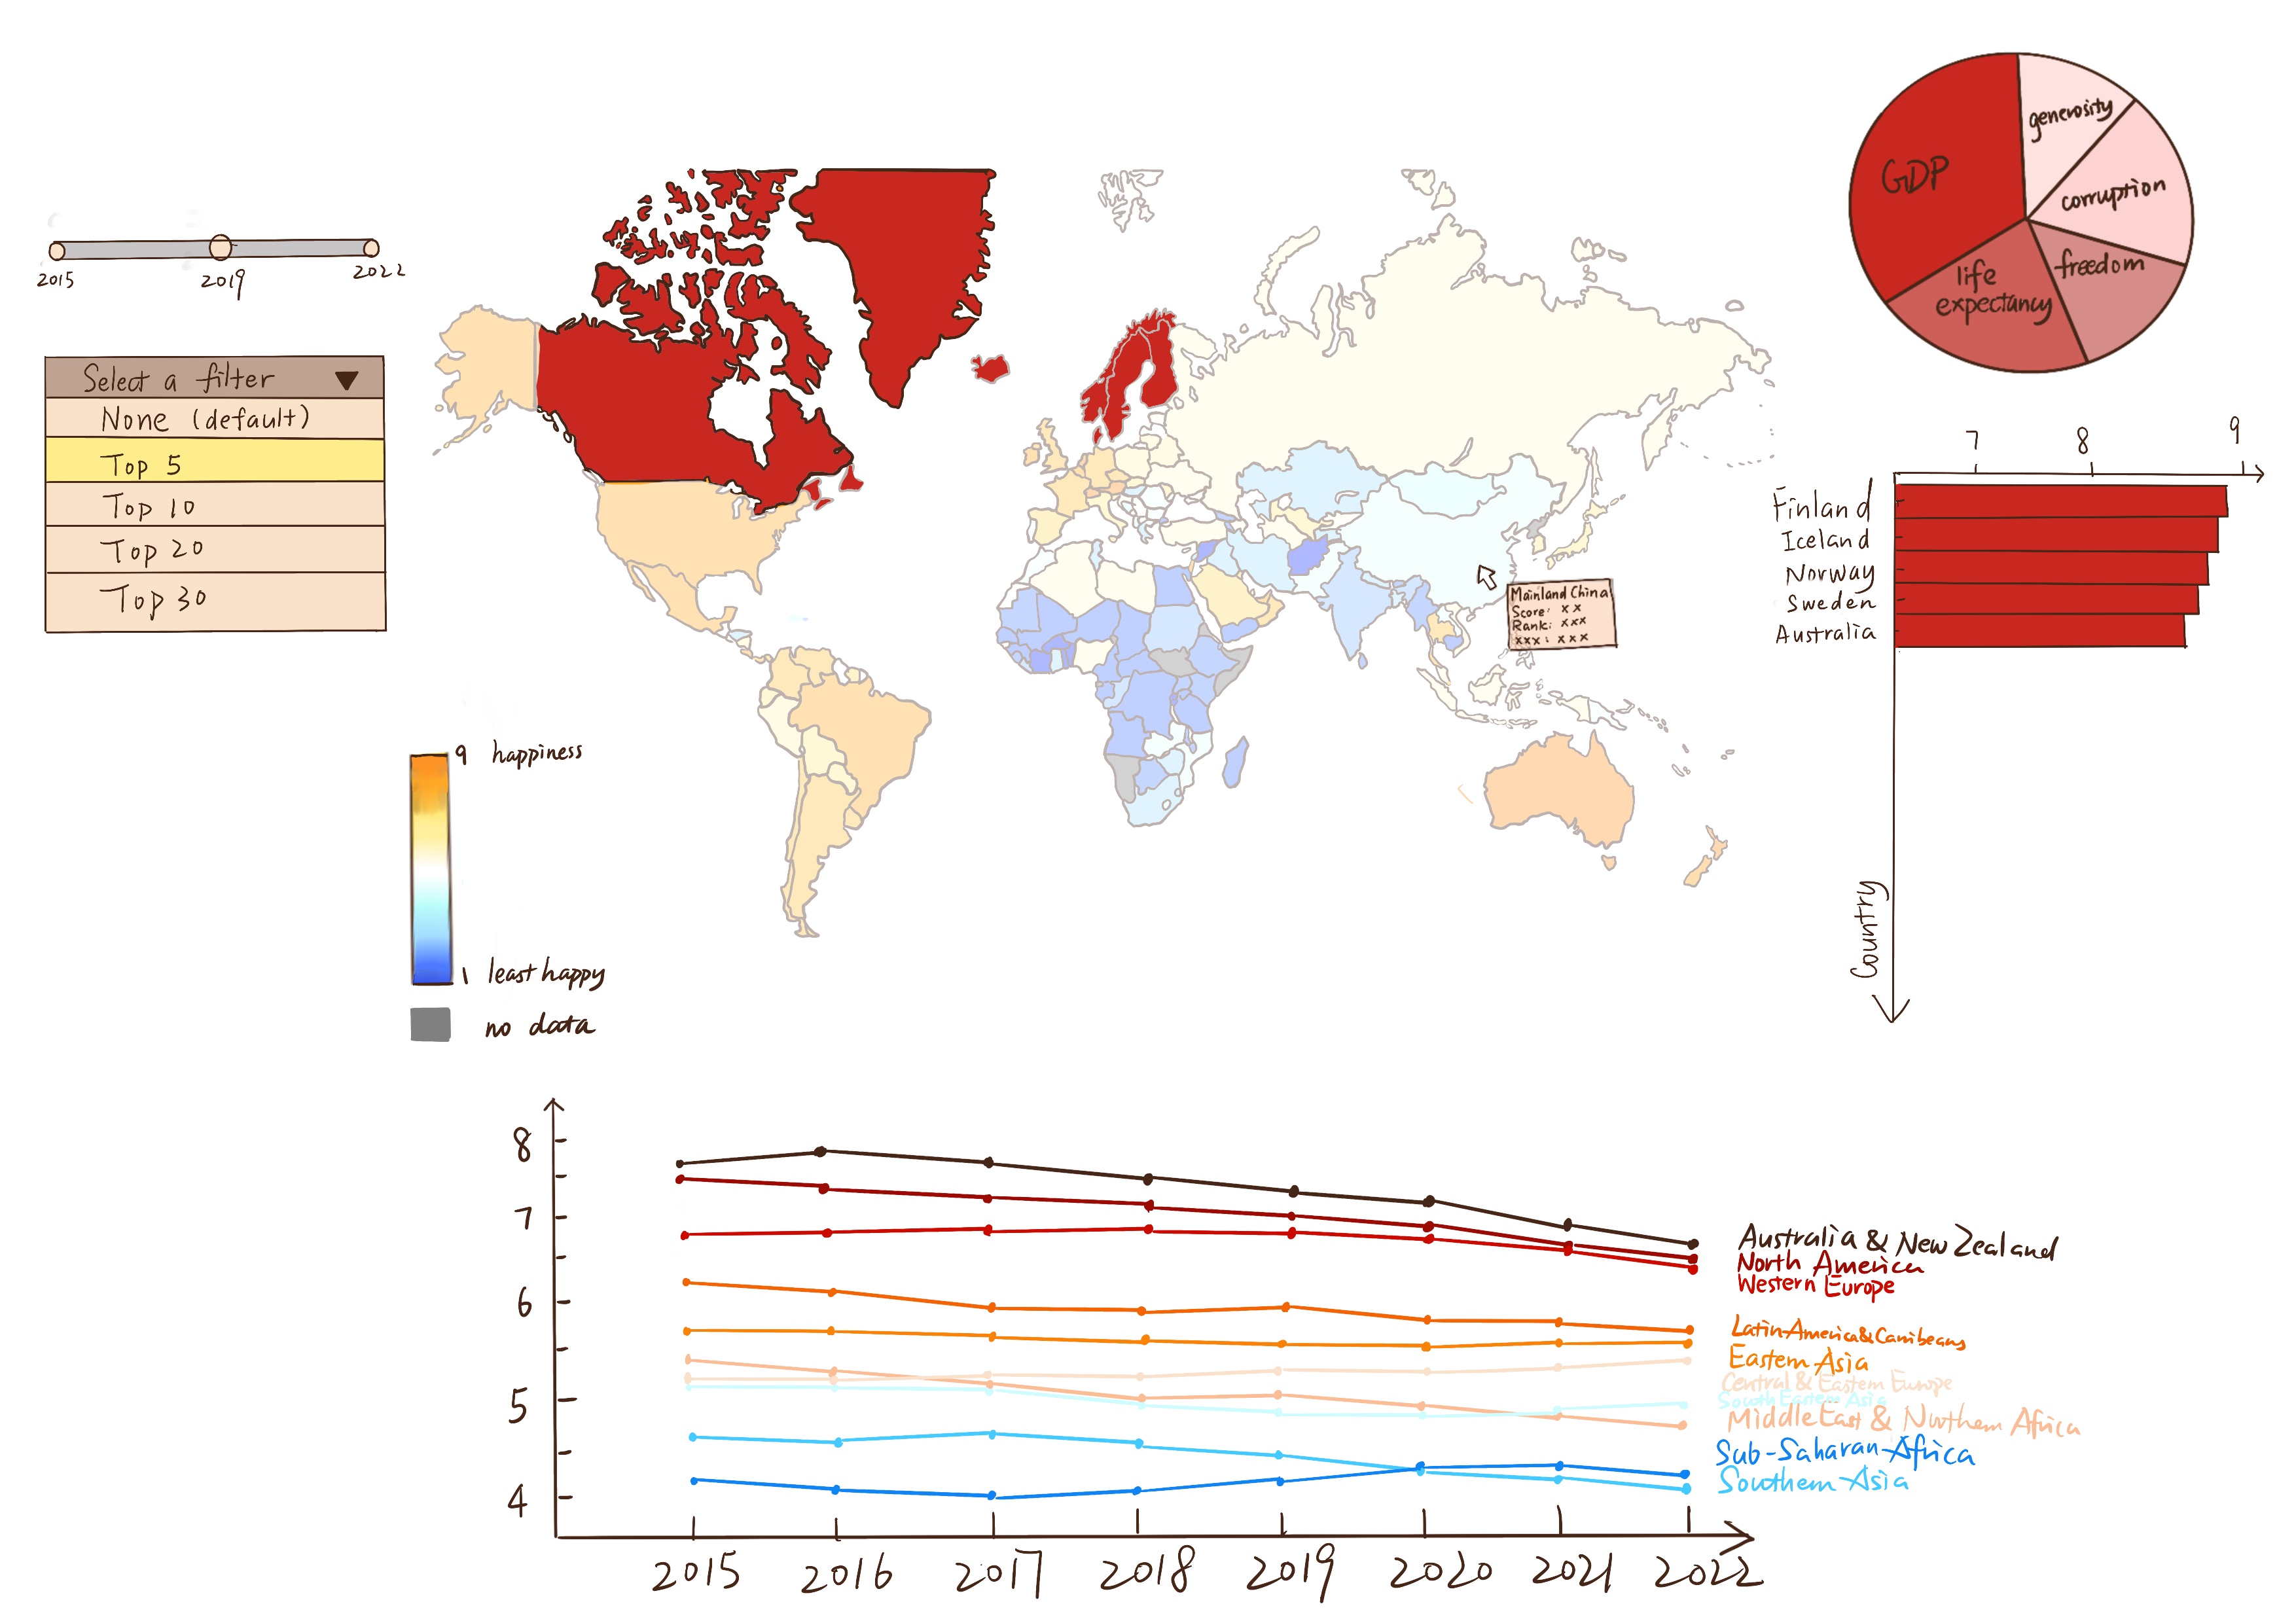 2015
2019
2022
Select a filter
None (default)
Top 5
Top 10
Top 20
Top 30
9 happiness
1 least happy
no data
Mainland China
Score: x x
Rank: xxx
xxx: xxx
GDP
generosity
corruption
freedom
life
expectancy
7 8 9
Finland
Iceland
Norway
Sweden
Australia
Country
8
7
6
5
4
2015 2016 2017 2018 2019 2020 2021 2022
Australia & New Zealand
North America
Western Europe
Latin America & Carribeans
Eastern Asia
Central & Eastern Europe
South Eastern Asia
Middle East & Northern Africa
Sub-Saharan Africa
Southern Asia